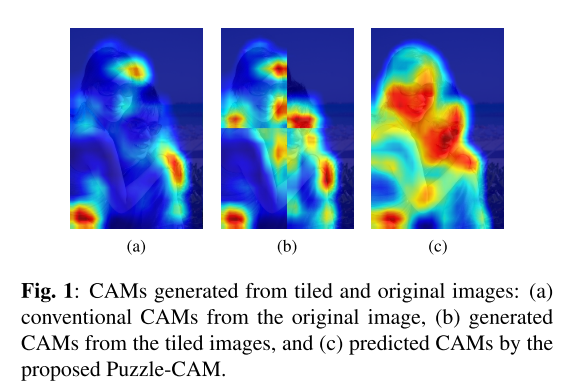 (a)
(b)
(c)
Fig. 1: CAMs generated from tiled and original images: (a)
conventional CAMs from the original image, (b) generated
CAMs from the tiled images, and (c) predicted CAMs by the
proposed Puzzle-CAM.